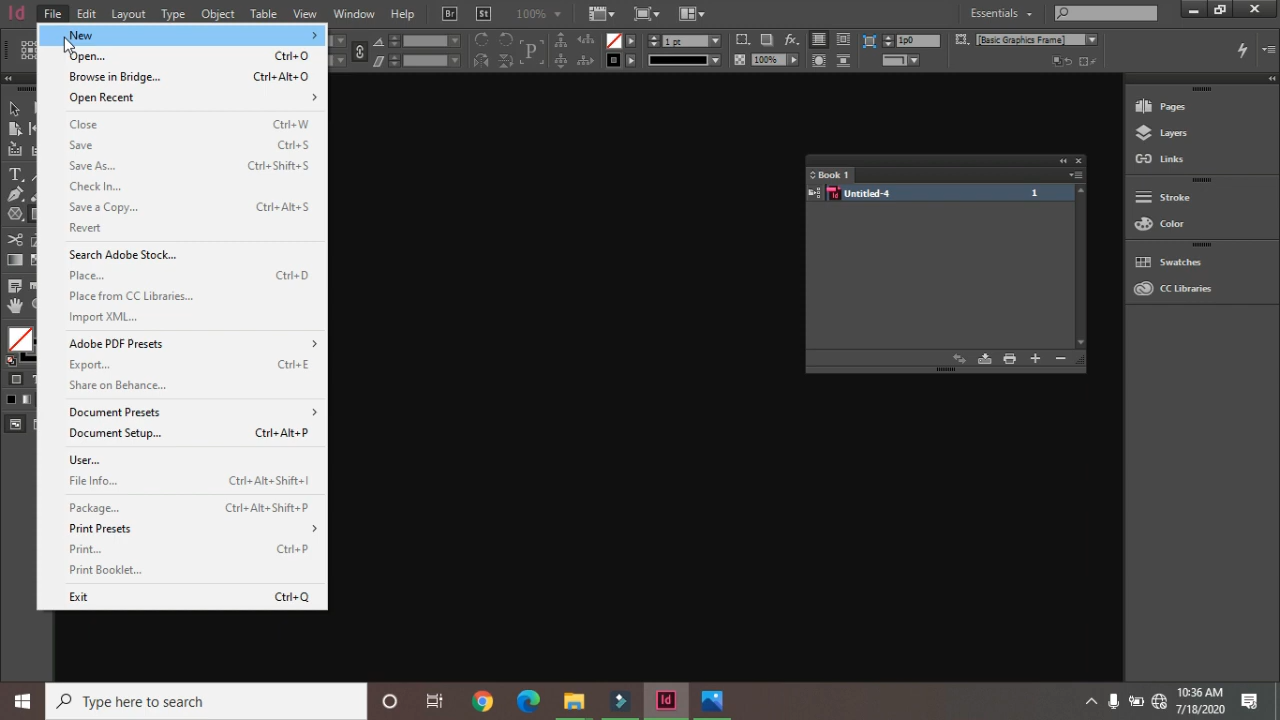 Id File Edit Layout Type Object Table View Window Help Br St 100% Essentials
1 pt 1p0 [Basic Graphics Frame]
100%
New
Open... Ctrl+O
Browse in Bridge... Ctrl+Alt+O
Open Recent
Close Ctrl+W
Save Ctrl+S
Save As... Ctrl+Shift+S
Check In...
Save a Copy... Ctrl+Alt+S
Revert
Search Adobe Stock...
Place... Ctrl+D
Place from CC Libraries...
Import XML...
Adobe PDF Presets
Export... Ctrl+E
Share on Behance...
Document Presets
Document Setup... Ctrl+Alt+P
User...
File Info... Ctrl+Alt+Shift+I
Package... Ctrl+Alt+Shift+P
Print Presets
Print... Ctrl+P
Print Booklet...
Exit Ctrl+Q
Book 1
Untitled-4 1
Pages
Layers
Links
Stroke
Color
Swatches
CC Libraries
Type here to search
Id
10:36 AM
7/18/2020